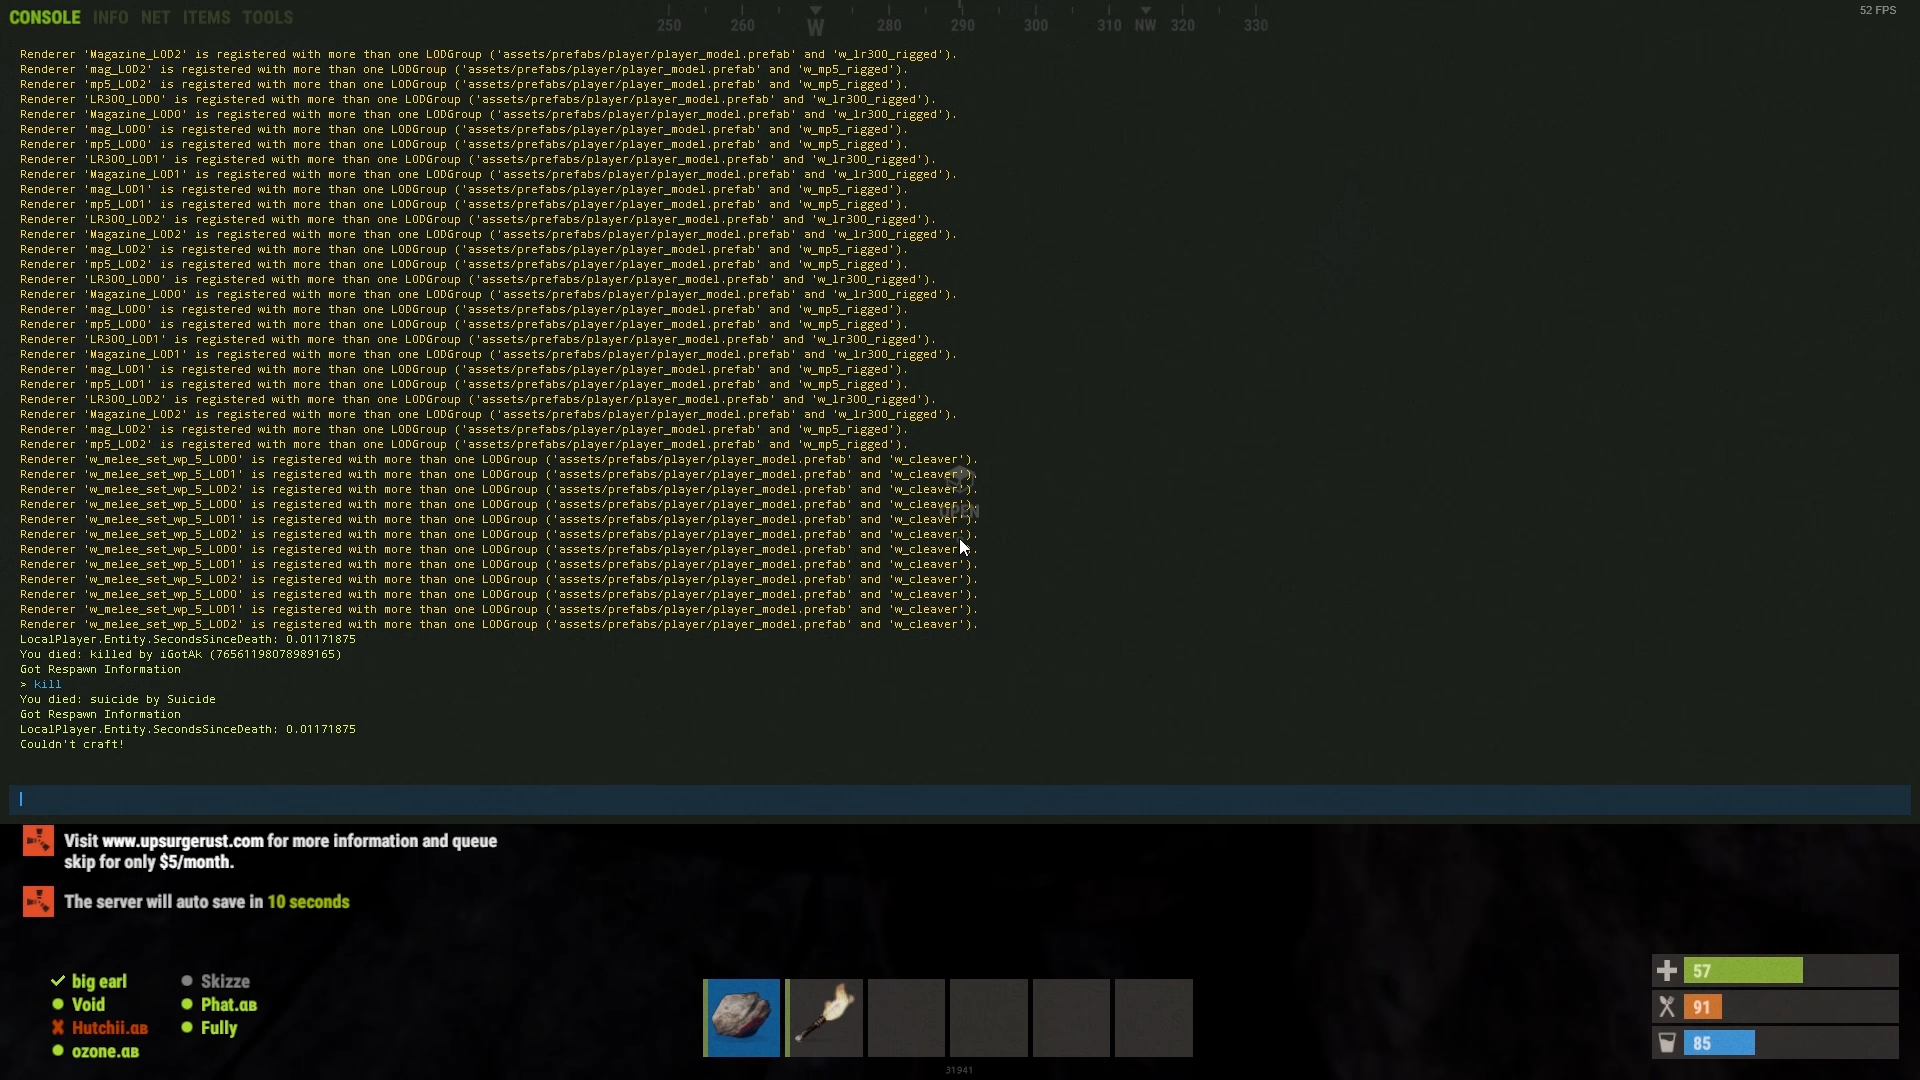 CONSOLE INFO NET ITEMS TOOLS
250 260 W 280 290 300 310 NW 320 330
52 FPS
Renderer 'Magazine_LOD2' is registered with more than one LODGroup ('assets/prefabs/player/player_model.prefab' and 'w_lr300_rigged').
Renderer 'mag_LOD2' is registered with more than one LODGroup ('assets/prefabs/player/player_model.prefab' and 'w_mp5_rigged').
Renderer 'mp5_LOD2' is registered with more than one LODGroup ('assets/prefabs/player/player_model.prefab' and 'w_mp5_rigged').
Renderer 'LR300_LOD0' is registered with more than one LODGroup ('assets/prefabs/player/player_model.prefab' and 'w_lr300_rigged').
Renderer 'Magazine_LOD0' is registered with more than one LODGroup ('assets/prefabs/player/player_model.prefab' and 'w_lr300_rigged').
Renderer 'mag_LOD0' is registered with more than one LODGroup ('assets/prefabs/player/player_model.prefab' and 'w_mp5_rigged').
Renderer 'mp5_LOD0' is registered with more than one LODGroup ('assets/prefabs/player/player_model.prefab' and 'w_mp5_rigged').
Renderer 'LR300_LOD1' is registered with more than one LODGroup ('assets/prefabs/player/player_model.prefab' and 'w_lr300_rigged').
Renderer 'Magazine_LOD1' is registered with more than one LODGroup ('assets/prefabs/player/player_model.prefab' and 'w_lr300_rigged').
Renderer 'mag_LOD1' is registered with more than one LODGroup ('assets/prefabs/player/player_model.prefab' and 'w_mp5_rigged').
Renderer 'mp5_LOD1' is registered with more than one LODGroup ('assets/prefabs/player/player_model.prefab' and 'w_mp5_rigged').
Renderer 'LR300_LOD2' is registered with more than one LODGroup ('assets/prefabs/player/player_model.prefab' and 'w_lr300_rigged').
Renderer 'Magazine_LOD2' is registered with more than one LODGroup ('assets/prefabs/player/player_model.prefab' and 'w_lr300_rigged').
Renderer 'mag_LOD2' is registered with more than one LODGroup ('assets/prefabs/player/player_model.prefab' and 'w_mp5_rigged').
Renderer 'mp5_LOD2' is registered with more than one LODGroup ('assets/prefabs/player/player_model.prefab' and 'w_mp5_rigged').
Renderer 'LR300_LOD0' is registered with more than one LODGroup ('assets/prefabs/player/player_model.prefab' and 'w_lr300_rigged').
Renderer 'Magazine_LOD0' is registered with more than one LODGroup ('assets/prefabs/player/player_model.prefab' and 'w_lr300_rigged').
Renderer 'mag_LOD0' is registered with more than one LODGroup ('assets/prefabs/player/player_model.prefab' and 'w_mp5_rigged').
Renderer 'mp5_LOD0' is registered with more than one LODGroup ('assets/prefabs/player/player_model.prefab' and 'w_mp5_rigged').
Renderer 'LR300_LOD1' is registered with more than one LODGroup ('assets/prefabs/player/player_model.prefab' and 'w_lr300_rigged').
Renderer 'Magazine_LOD1' is registered with more than one LODGroup ('assets/prefabs/player/player_model.prefab' and 'w_lr300_rigged').
Renderer 'mag_LOD1' is registered with more than one LODGroup ('assets/prefabs/player/player_model.prefab' and 'w_mp5_rigged').
Renderer 'mp5_LOD1' is registered with more than one LODGroup ('assets/prefabs/player/player_model.prefab' and 'w_mp5_rigged').
Renderer 'LR300_LOD2' is registered with more than one LODGroup ('assets/prefabs/player/player_model.prefab' and 'w_lr300_rigged').
Renderer 'Magazine_LOD2' is registered with more than one LODGroup ('assets/prefabs/player/player_model.prefab' and 'w_lr300_rigged').
Renderer 'mag_LOD2' is registered with more than one LODGroup ('assets/prefabs/player/player_model.prefab' and 'w_mp5_rigged').
Renderer 'mp5_LOD2' is registered with more than one LODGroup ('assets/prefabs/player/player_model.prefab' and 'w_mp5_rigged').
Renderer 'w_melee_set_wp_5_LOD0' is registered with more than one LODGroup ('assets/prefabs/player/player_model.prefab' and 'w_cleaver').
Renderer 'w_melee_set_wp_5_LOD1' is registered with more than one LODGroup ('assets/prefabs/player/player_model.prefab' and 'w_cleaver').
Renderer 'w_melee_set_wp_5_LOD2' is registered with more than one LODGroup ('assets/prefabs/player/player_model.prefab' and 'w_cleaver').
Renderer 'w_melee_set_wp_5_LOD0' is registered with more than one LODGroup ('assets/prefabs/player/player_model.prefab' and 'w_cleaver').
OPEN
Renderer 'w_melee_set_wp_5_LOD1' is registered with more than one LODGroup ('assets/prefabs/player/player_model.prefab' and 'w_cleaver').
Renderer 'w_melee_set_wp_5_LOD2' is registered with more than one LODGroup ('assets/prefabs/player/player_model.prefab' and 'w_cleaver').
Renderer 'w_melee_set_wp_5_LOD0' is registered with more than one LODGroup ('assets/prefabs/player/player_model.prefab' and 'w_cleaver').
Renderer 'w_melee_set_wp_5_LOD1' is registered with more than one LODGroup ('assets/prefabs/player/player_model.prefab' and 'w_cleaver').
Renderer 'w_melee_set_wp_5_LOD2' is registered with more than one LODGroup ('assets/prefabs/player/player_model.prefab' and 'w_cleaver').
Renderer 'w_melee_set_wp_5_LOD0' is registered with more than one LODGroup ('assets/prefabs/player/player_model.prefab' and 'w_cleaver').
Renderer 'w_melee_set_wp_5_LOD1' is registered with more than one LODGroup ('assets/prefabs/player/player_model.prefab' and 'w_cleaver').
Renderer 'w_melee_set_wp_5_LOD2' is registered with more than one LODGroup ('assets/prefabs/player/player_model.prefab' and 'w_cleaver').
LocalPlayer.Entity.SecondsSinceDeath: 0.01171875
You died: killed by iGotAk (76561198078989165)
Got Respawn Information
> kill
You died: suicide by Suicide
Got Respawn Information
LocalPlayer.Entity.SecondsSinceDeath: 0.01171875
Couldn't craft!
Visit www.upsurgerust.com for more information and queue
skip for only $5/month.
The server will auto save in 10 seconds
big earl
Void
Hutchii.ɑʙ
ozone.ɑʙ
Skizze
Phat.ɑʙ
Fully
57
91
85
31941